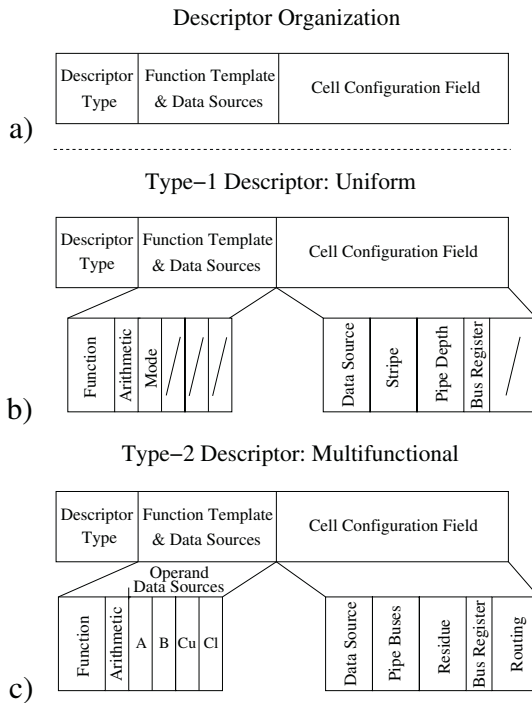 Descriptor Organization
Descriptor Type
Function Template & Data Sources
Cell Configuration Field
a)
Type-1 Descriptor: Uniform
Descriptor Type
Function Template & Data Sources
Cell Configuration Field
Function
Arithmetic
Mode
Data Source
Stripe
Pipe Depth
Bus Register
b)
Type-2 Descriptor: Multifunctional
Descriptor Type
Function Template & Data Sources
Cell Configuration Field
Operand
Data Sources
Function
Arithmetic
A
B
Cu
Cl
Data Source
Pipe Buses
Residue
Bus Register
Routing
c)